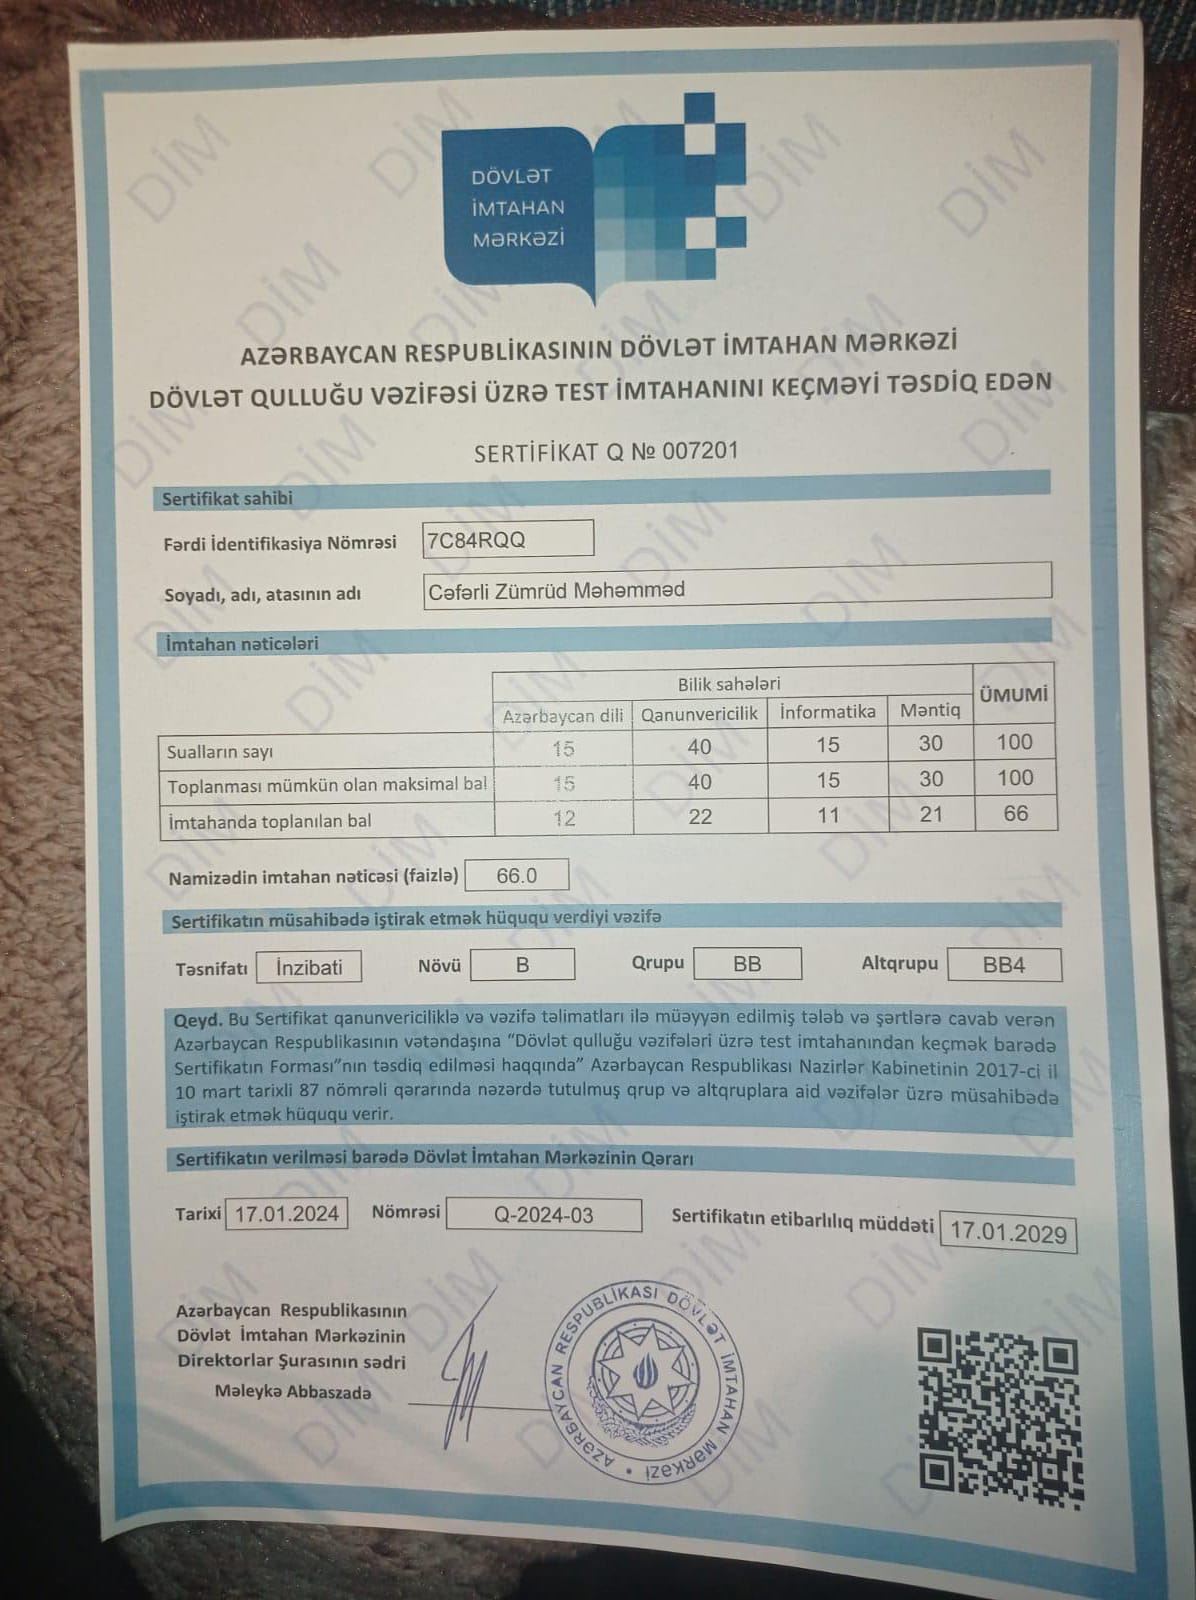 DÖVLƏT
İMTAHAN
MƏRKƏZİ
AZƏRBAYCAN RESPUBLİKASININ DÖVLƏT İMTAHAN MƏRKƏZİ
DÖVLƏT QULLUĞU VƏZİFƏSİ ÜZRƏ TEST İMTAHANINI KEÇMƏYİ TƏSDİQ EDƏN
SERTİFİKAT Q № 007201
Sertifikat sahibi
Fərdi İdentifikasiya Nömrəsi 7C84RQQ
Soyadı, adı, atasının adı Cəfərli Zümrüd Məhəmməd
İmtahan nəticələri
Bilik sahələri ÜMUMİ
Azərbaycan dili Qanunvericilik İnformatika Məntiq
Sualların sayı 15 40 15 30 100
Toplanması mümkün olan maksimal bal 15 40 15 30 100
İmtahanda toplanılan bal 12 22 11 21 66
Namizədin imtahan nəticəsi (faizlə) 66.0
Sertifikatın müsahibədə iştirak etmək hüququ verdiyi vəzifə
Təsnifatı İnzibati Növü B Qrupu BB Altqrupu BB4
Qeyd. Bu Sertifikat qanunvericiliklə və vəzifə təlimatları ilə müəyyən edilmiş tələb və şərtlərə cavab verən
Azərbaycan Respublikasının vətəndaşına “Dövlət qulluğu vəzifələri üzrə test imtahanından keçmək barədə
Sertifikatın Forması”nın təsdiq edilməsi haqqında” Azərbaycan Respublikası Nazirlər Kabinetinin 2017-ci il
10 mart tarixli 87 nömrəli qərarında nəzərdə tutulmuş qrup və altqruplara aid vəzifələr üzrə müsahibədə
iştirak etmək hüququ verir.
Sertifikatın verilməsi barədə Dövlət İmtahan Mərkəzinin Qərarı
Tarixi 17.01.2024 Nömrəsi Q-2024-03 Sertifikatın etibarlılıq müddəti 17.01.2029
Azərbaycan Respublikasının
Dövlət İmtahan Mərkəzinin
Direktorlar Şurasının sədri
Məleykə Abbaszadə
AZƏRBAYCAN RESPUBLİKASI DÖVLƏT İMTAHAN MƏRKƏZİ
DİM